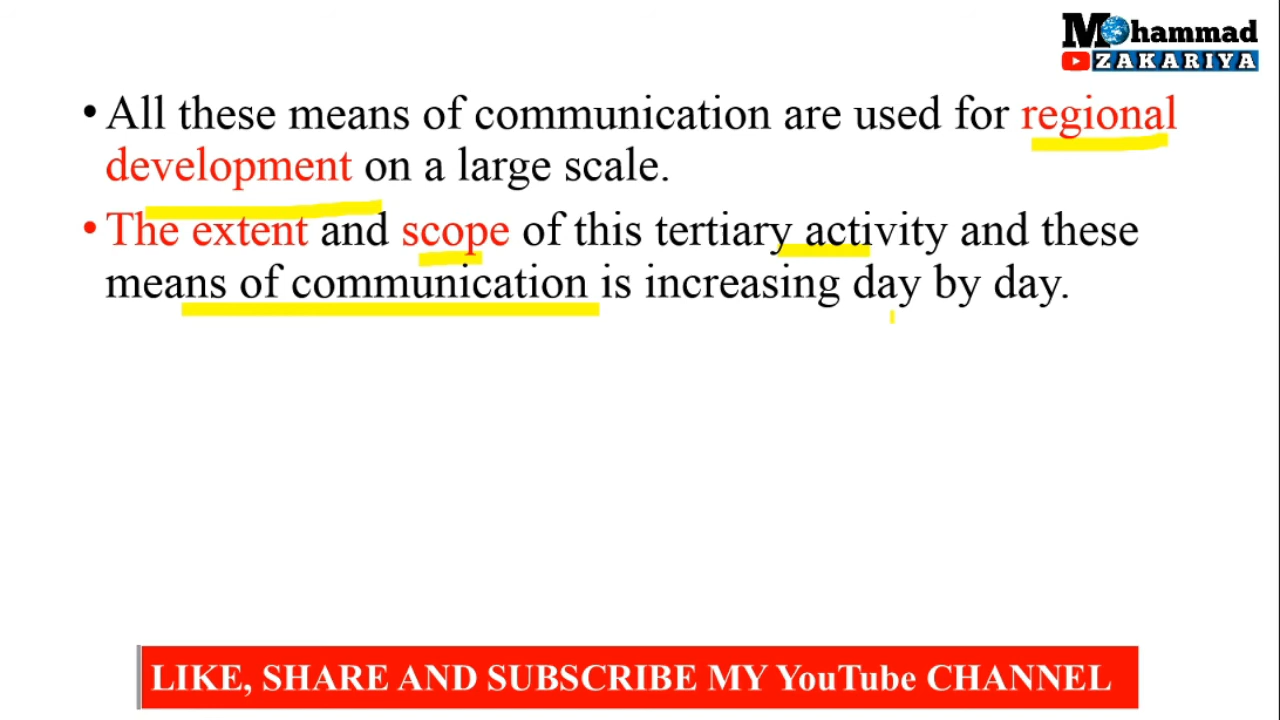 Mohammad
ZAKARIYA
• All these means of communication are used for regional
development on a large scale.
• The extent and scope of this tertiary activity and these
means of communication is increasing day by day.
LIKE, SHARE AND SUBSCRIBE MY YouTube CHANNEL